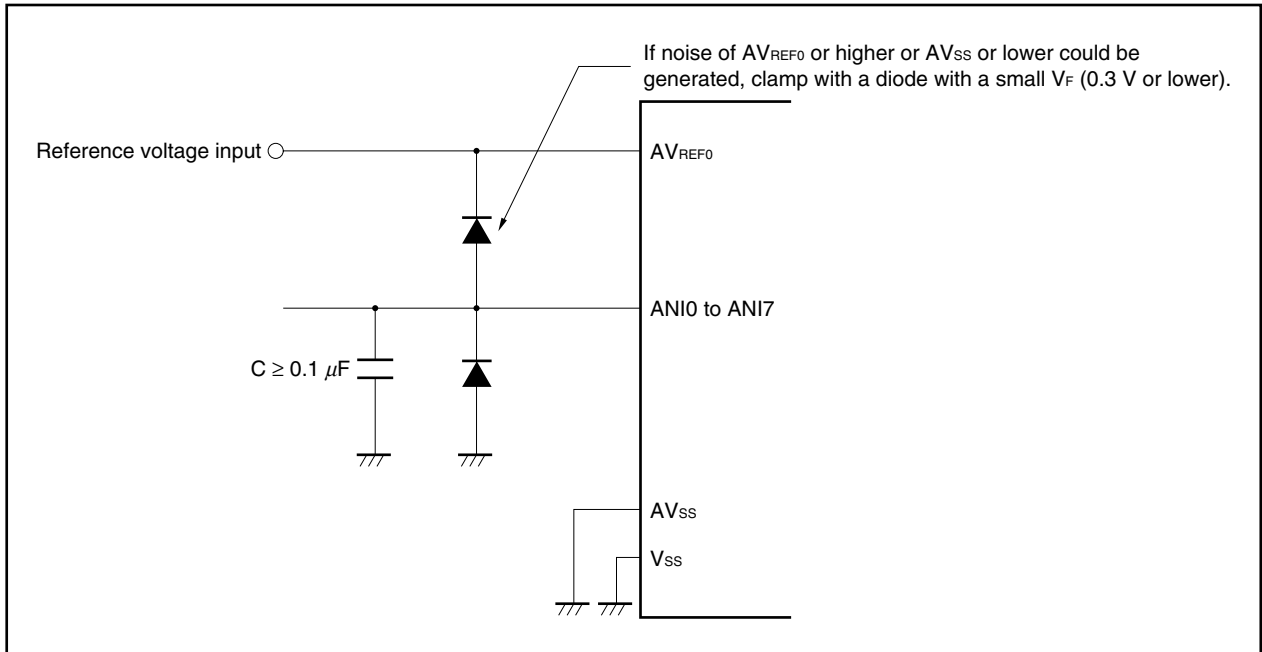 If noise of AVREF0 or higher or AVSS or lower could be
generated, clamp with a diode with a small VF (0.3 V or lower).
Reference voltage input
AVREF0
ANI0 to ANI7
C ≥ 0.1 μF
AVSS
VSS